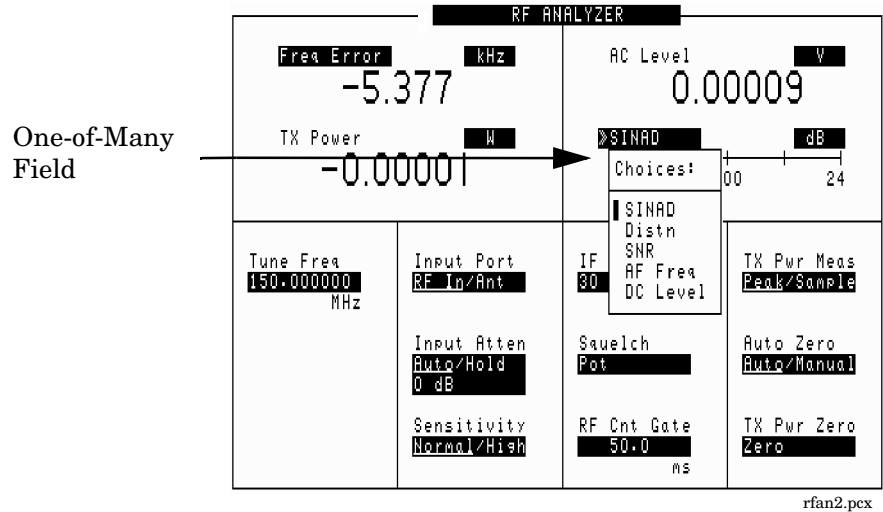 RF ANALYZER
Freq Error kHz
-5.377
AC Level V
0.00009
One-of-Many
Field
TX Power W
-0.0001
»SINAD dB
00 24
Choices:
SINAD
Distn
SNR
AF Freq
DC Level
Tune Freq
150.000000
MHz
Input Port
RF In/Ant
IF
30
TX Pwr Meas
Peak/Sample
Input Atten
Auto/Hold
0 dB
Squelch
Pot
Auto Zero
Auto/Manual
Sensitivity
Normal/High
RF Cnt Gate
50.0
ms
TX Pwr Zero
Zero
rfan2.pcx